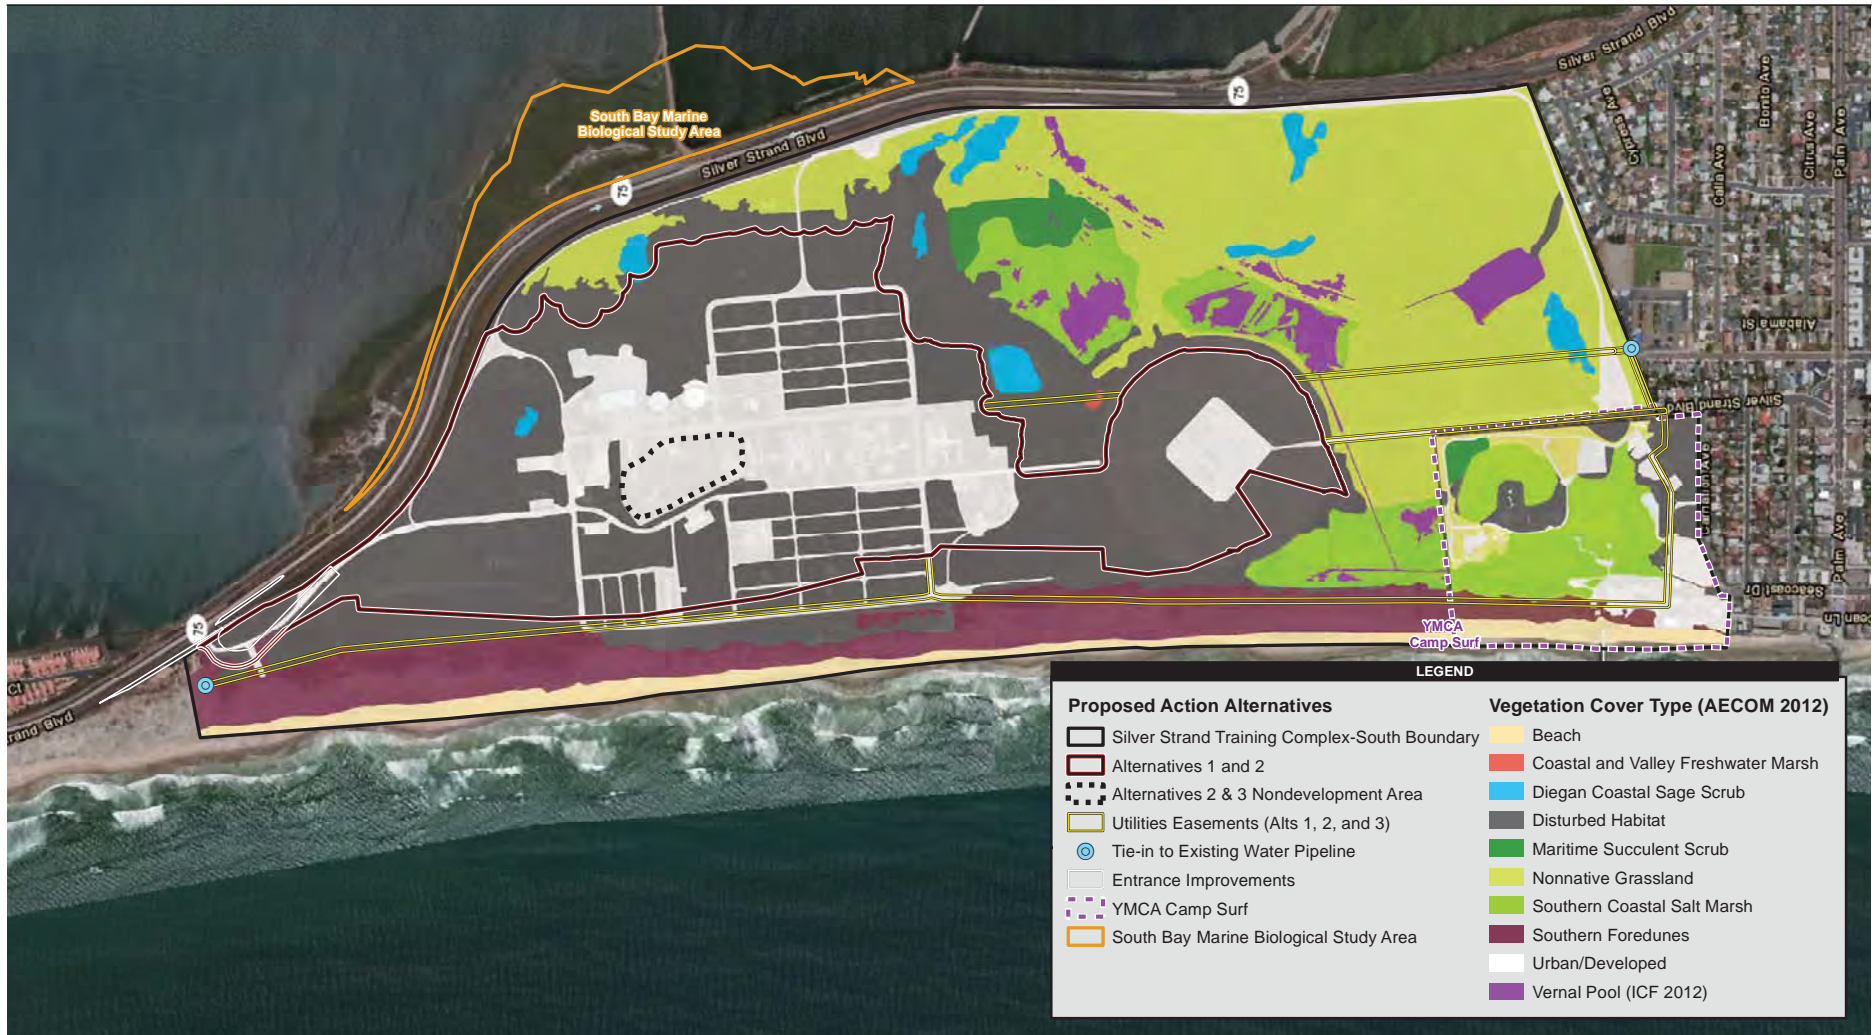 Silver Strand Blvd
75
South Bay Marine
Biological Study Area
Silver Strand Blvd
75
Cypress Ave
Bonito Ave
Citrus Ave
Palm Ave
Calla Ave
Alabama St
Silver Strand Blvd
Palm Ave
Seacoast Dr
75
YMCA
Camp Surf
Ct
rand Blvd
LEGEND
Proposed Action Alternatives
Silver Strand Training Complex-South Boundary
Alternatives 1 and 2
Alternatives 2 & 3 Nondevelopment Area
Utilities Easements (Alts 1, 2, and 3)
Tie-in to Existing Water Pipeline
Entrance Improvements
YMCA Camp Surf
South Bay Marine Biological Study Area
Vegetation Cover Type (AECOM 2012)
Beach
Coastal and Valley Freshwater Marsh
Diegan Coastal Sage Scrub
Disturbed Habitat
Maritime Succulent Scrub
Nonnative Grassland
Southern Coastal Salt Marsh
Southern Foredunes
Urban/Developed
Vernal Pool (ICF 2012)